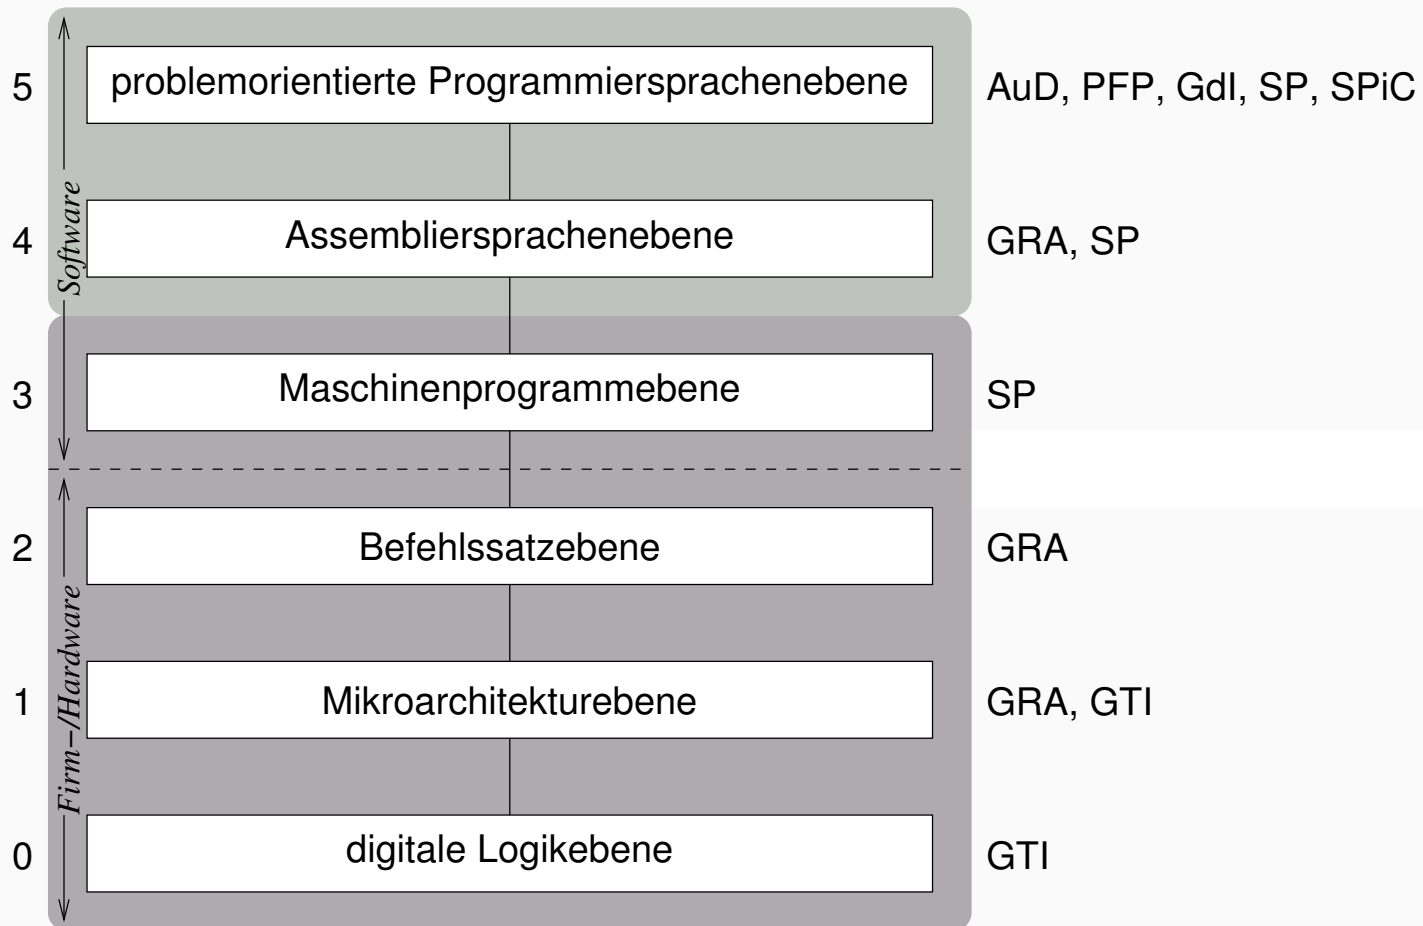 5 problemorientierte Programmiersprachenebene AuD, PFP, GdI, SP, SPiC
Software
4 Assembliersprachenebene GRA, SP
3 Maschinenprogrammebene SP
2 Befehlssatzebene GRA
Firm-/Hardware
1 Mikroarchitekturebene GRA, GTI
0 digitale Logikebene GTI